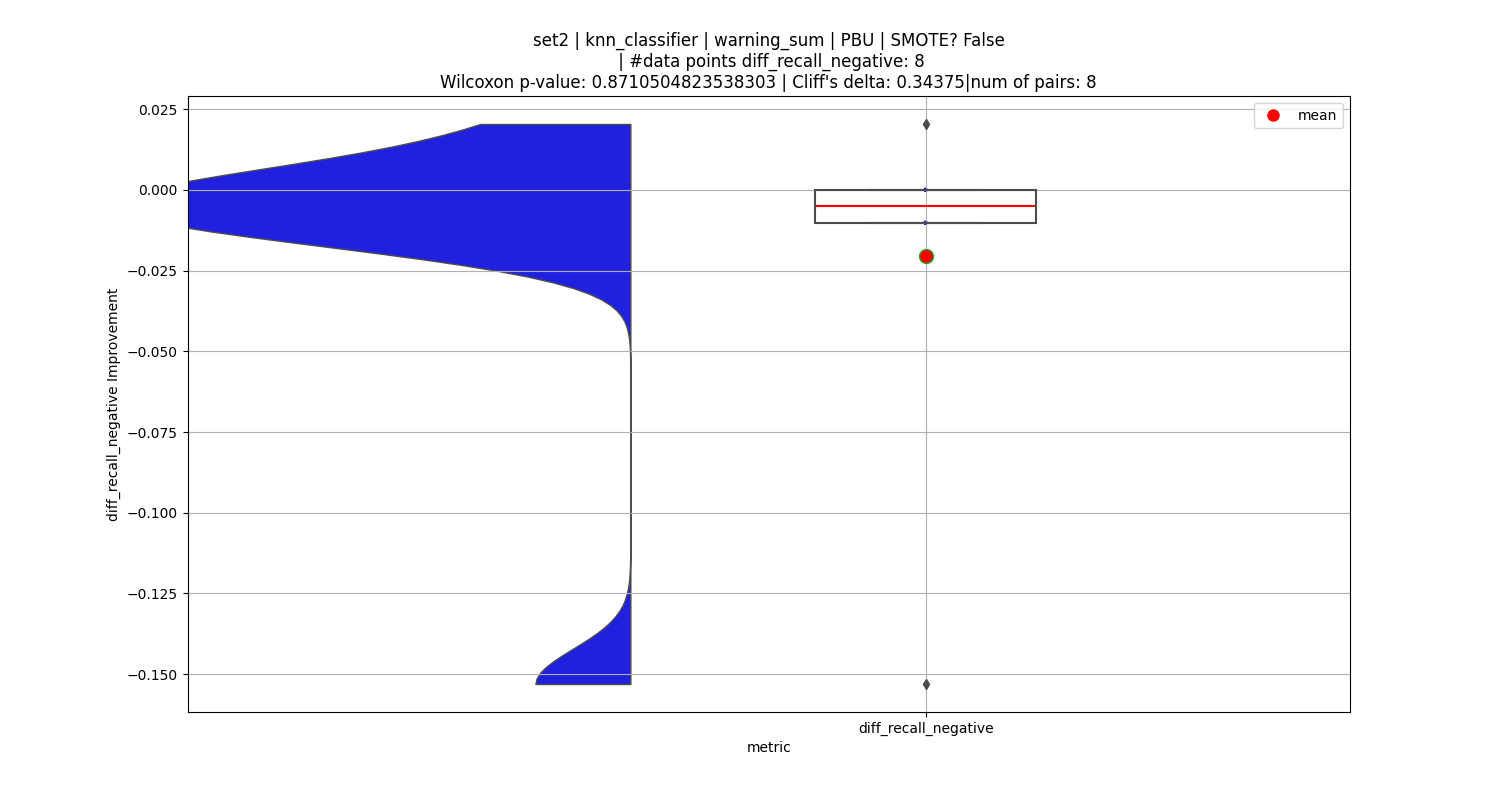 set2 | knn_classifier | warning_sum | PBU | SMOTE? False
| #data points diff_recall_negative: 8
Wilcoxon p-value: 0.8710504823538303 | Cliff's delta: 0.34375|num of pairs: 8
mean
0.025
0.000
−0.025
−0.050
−0.075
−0.100
−0.125
−0.150
diff_recall_negative Improvement
diff_recall_negative
metric